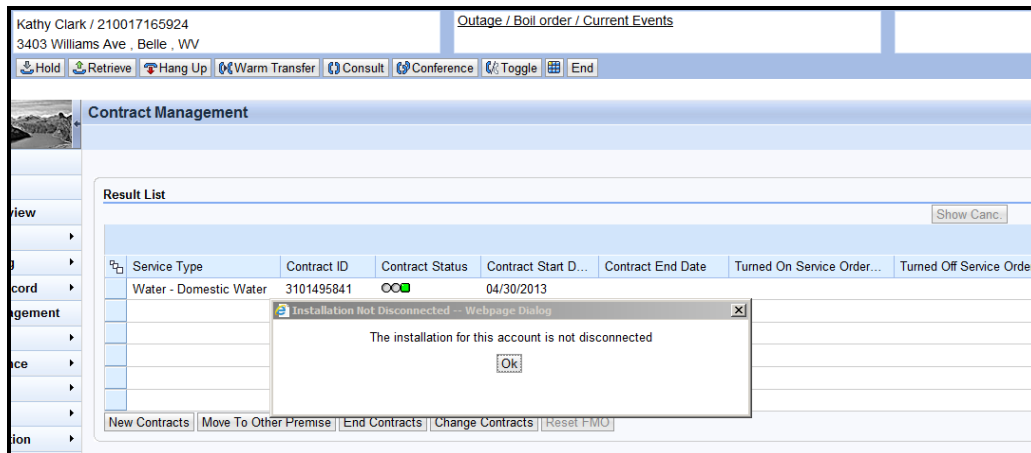 Kathy Clark / 210017165924
3403 Williams Ave , Belle , WV
Outage / Boil order / Current Events
Hold Retrieve Hang Up Warm Transfer Consult Conference Toggle End
Contract Management
Result List
Show Canc.
Service Type Contract ID Contract Status Contract Start D... Contract End Date Turned On Service Order... Turned Off Service Orde
Water - Domestic Water 3101495841 04/30/2013
Installation Not Disconnected -- Webpage Dialog
The installation for this account is not disconnected
Ok
New Contracts Move To Other Premise End Contracts Change Contracts Reset FMO
view
g
cord
agement
nce
tion